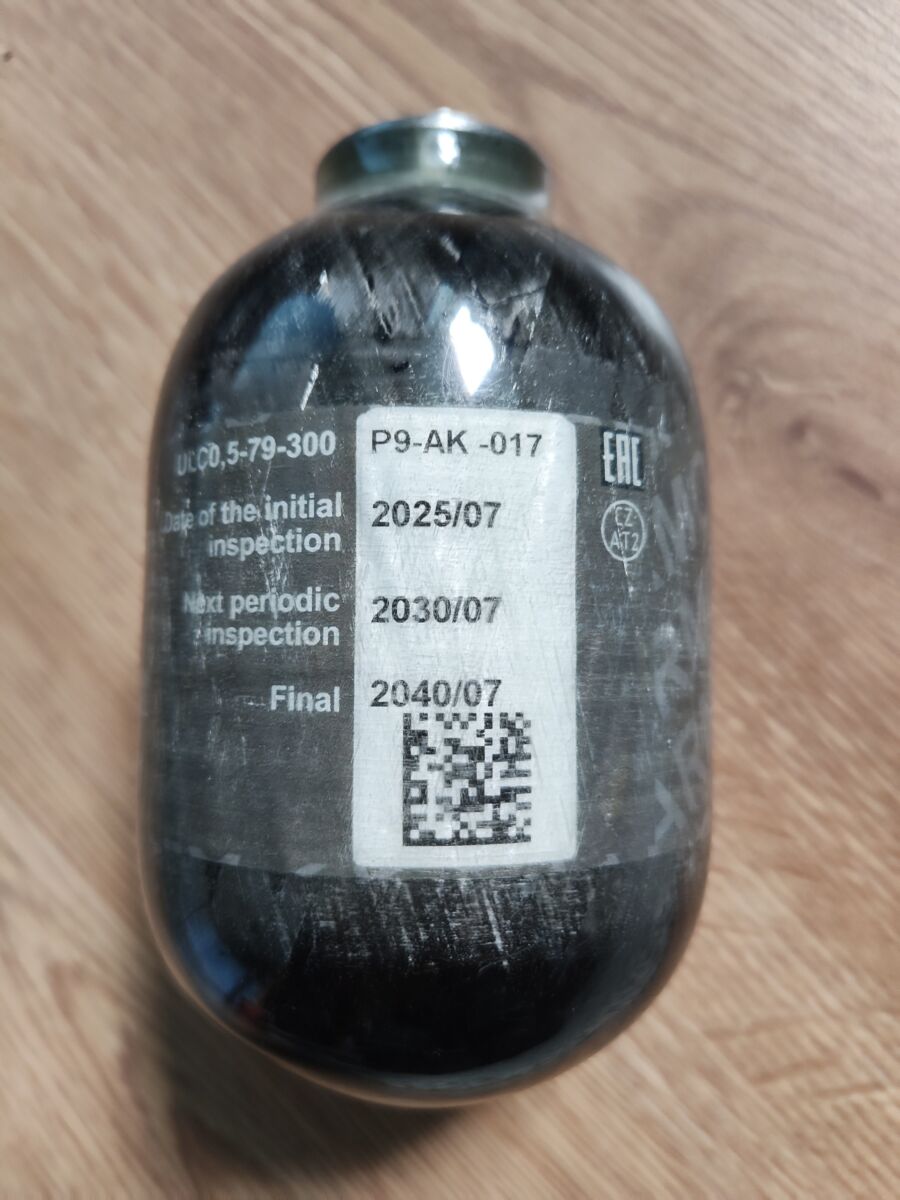 ULC0,5-79-300
P9-AK -017
EAC
Date of the initial
inspection
2025/07
CZ
AT2
Next periodic
inspection
2030/07
Final
2040/07